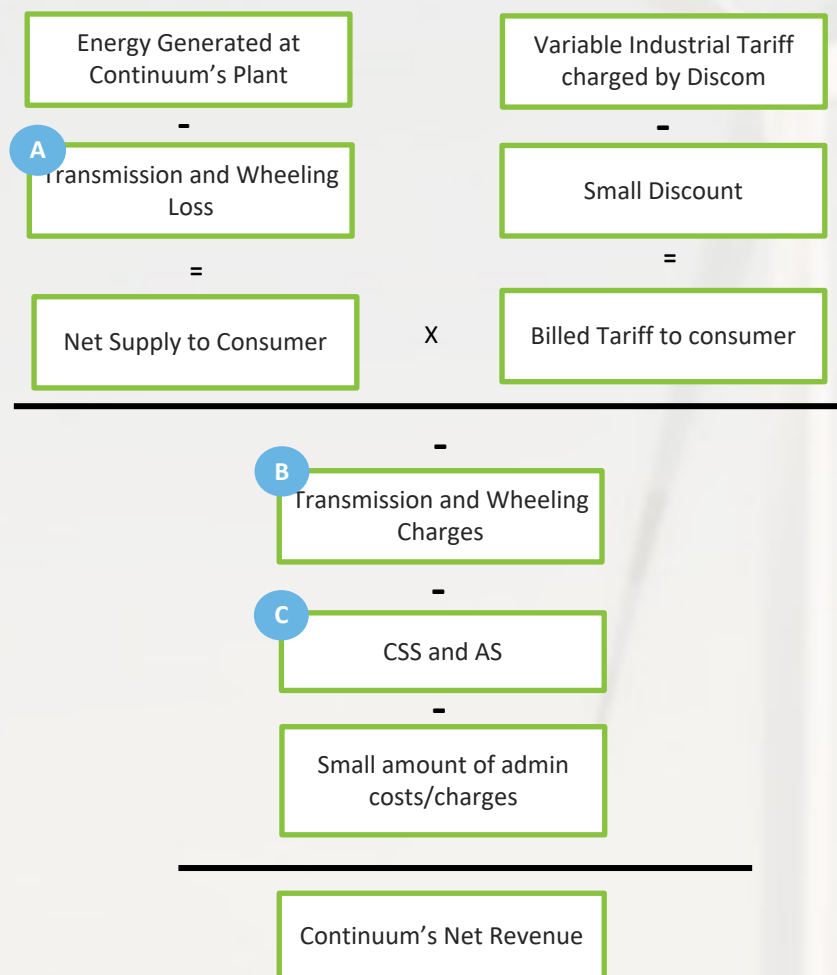 Energy Generated at
Continuum's Plant
Variable Industrial Tariff
charged by Discom
-
-
A
Transmission and Wheeling
Loss
Small Discount
=
=
Net Supply to Consumer
X
Billed Tariff to consumer
-
B
Transmission and Wheeling
Charges
-
C
CSS and AS
-
Small amount of admin
costs/charges
Continuum's Net Revenue